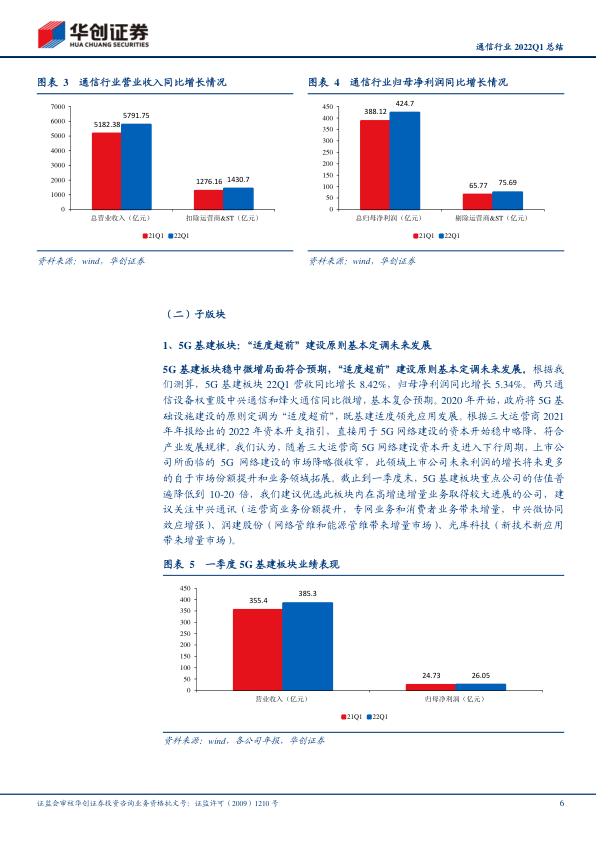 华创证券
HUA CHUANG SECURITIES
通信行业 2022Q1 总结
图表 3 通信行业营业收入同比增长情况
7000
6000
5000
4000
3000
2000
1000
0
5182.38
5791.75
1276.16
1430.7
总营业收入（亿元）
扣除运营商&ST（亿元）
21Q1 22Q1
资料来源：wind，华创证券
图表 4 通信行业归母净利润同比增长情况
450
400
350
300
250
200
150
100
50
0
388.12
424.7
65.77
75.69
总归母净利润（亿元）
剔除运营商&ST（亿元）
21Q1 22Q1
资料来源：wind，华创证券
（二）子版块
1、5G 基建板块：“适度超前”建设原则基本定调未来发展
5G 基建板块稳中微增局面符合预期，“适度超前”建设原则基本定调未来发展。根据我
们测算，5G 基建板块 22Q1 营收同比增长 8.42%，归母净利润同比增长 5.34%。两只通
信设备权重股中兴通信和烽火通信同比微增，基本复合预期。2020 年开始，政府将 5G 基
础设施建设的原则定调为“适度超前”，既基建适度领先应用发展。根据三大运营商 2021
年年报给出的 2022 年资本开支指引，直接用于 5G 网络建设的资本开始稳中略降，符合
产业发展规律。我们认为，随着三大运营商 5G 网络建设资本开支进入下行周期，上市公
司所面临的 5G 网络建设的市场降略微收窄，此领域上市公司未来利润的增长将来更多
的自于市场份额提升和业务领域拓展。截止到一季度末，5G 基建板块重点公司的估值普
遍降低到 10-20 倍，我们建议优选此板块内在高增速增量业务取得较大进展的公司，建
议关注中兴通讯（运营商业务份额提升，专网业务和消费者业务带来增量，中兴微协同
效应增强）、润建股份（网络管维和能源管维带来增量市场）、光库科技（新技术新应用
带来增量市场）。
图表 5 一季度 5G 基建板块业绩表现
450
400
350
300
250
200
150
100
50
0
355.4
385.3
24.73
26.05
营业收入（亿元）
归母净利润（亿元）
21Q1 22Q1
资料来源：wind，各公司年报，华创证券
证监会审核华创证券投资咨询业务资格批文号：证监许可（2009）1210 号
6